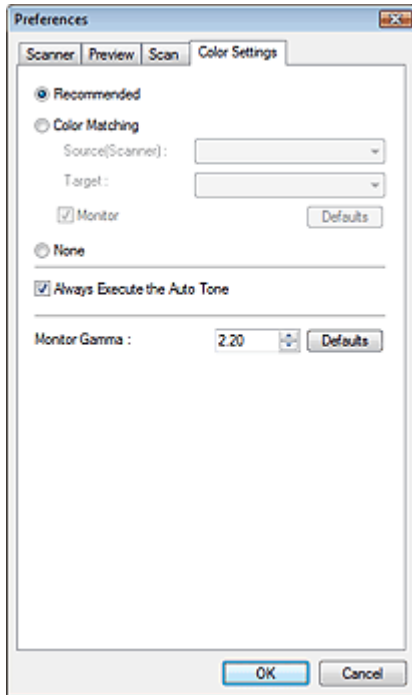 Preferences
Scanner Preview Scan Color Settings
Recommended
Color Matching
Source(Scanner) :
Target :
Monitor Defaults
None
Always Execute the Auto Tone
Monitor Gamma : 2.20 Defaults
OK Cancel